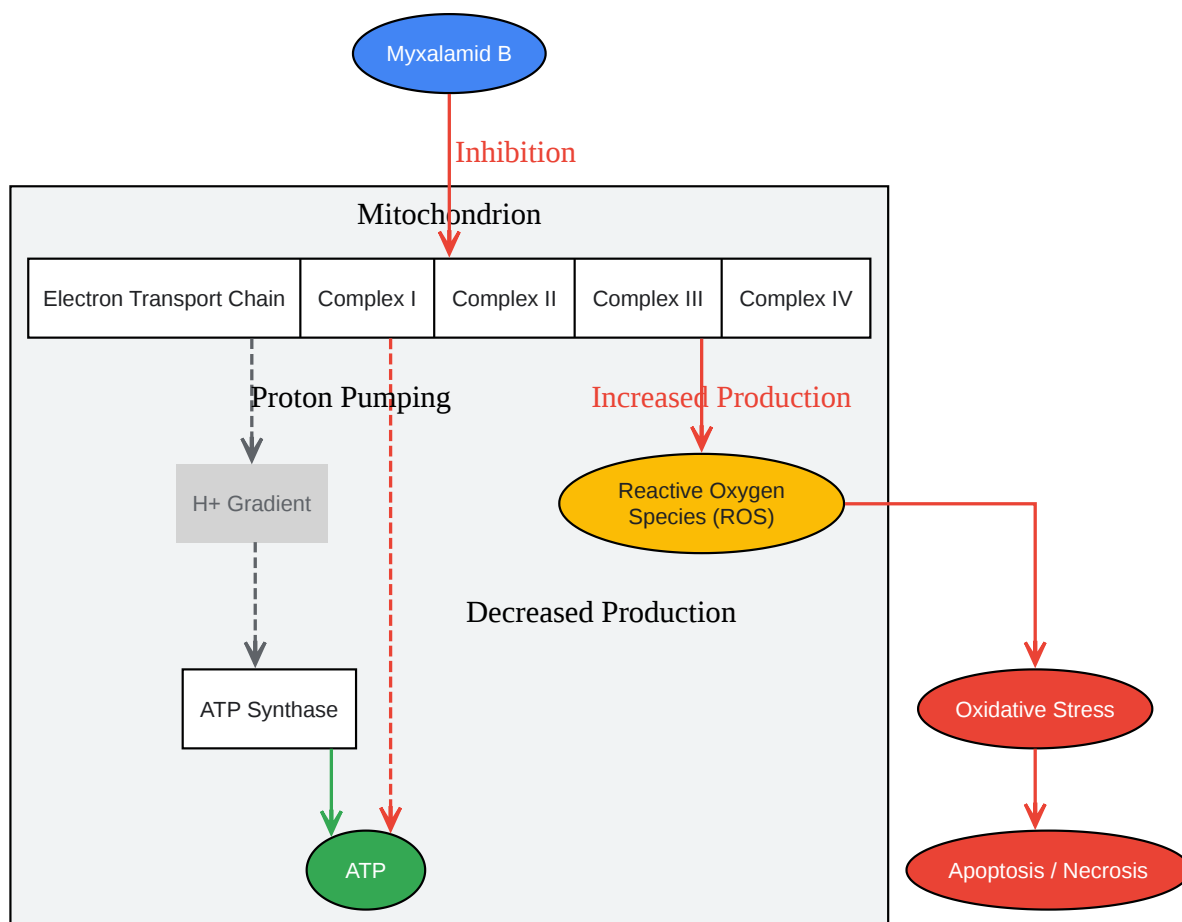 Myxalamid B
Inhibition
Mitochondrion
Electron Transport Chain
Complex I
Complex II
Complex III
Complex IV
Proton Pumping
Increased Production
H+ Gradient
Reactive Oxygen
Species (ROS)
Decreased Production
ATP Synthase
Oxidative Stress
ATP
Apoptosis / Necrosis